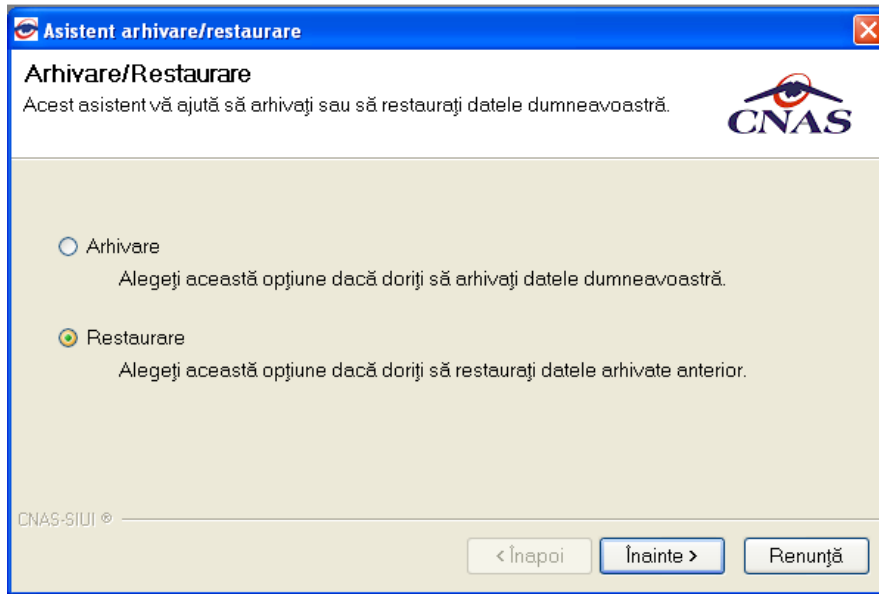 Asistent arhivare/restaurare
Arhivare/Restaurare
Acest asistent vă ajută să arhivaţi sau să restauraţi datele dumneavoastră.
CNAS
Arhivare
Alegeţi această opţiune dacă doriţi să arhivaţi datele dumneavoastră.
Restaurare
Alegeţi această opţiune dacă doriţi să restauraţi datele arhivate anterior.
CNAS-SIUI ®
< Înapoi
Înainte >
Renunţă